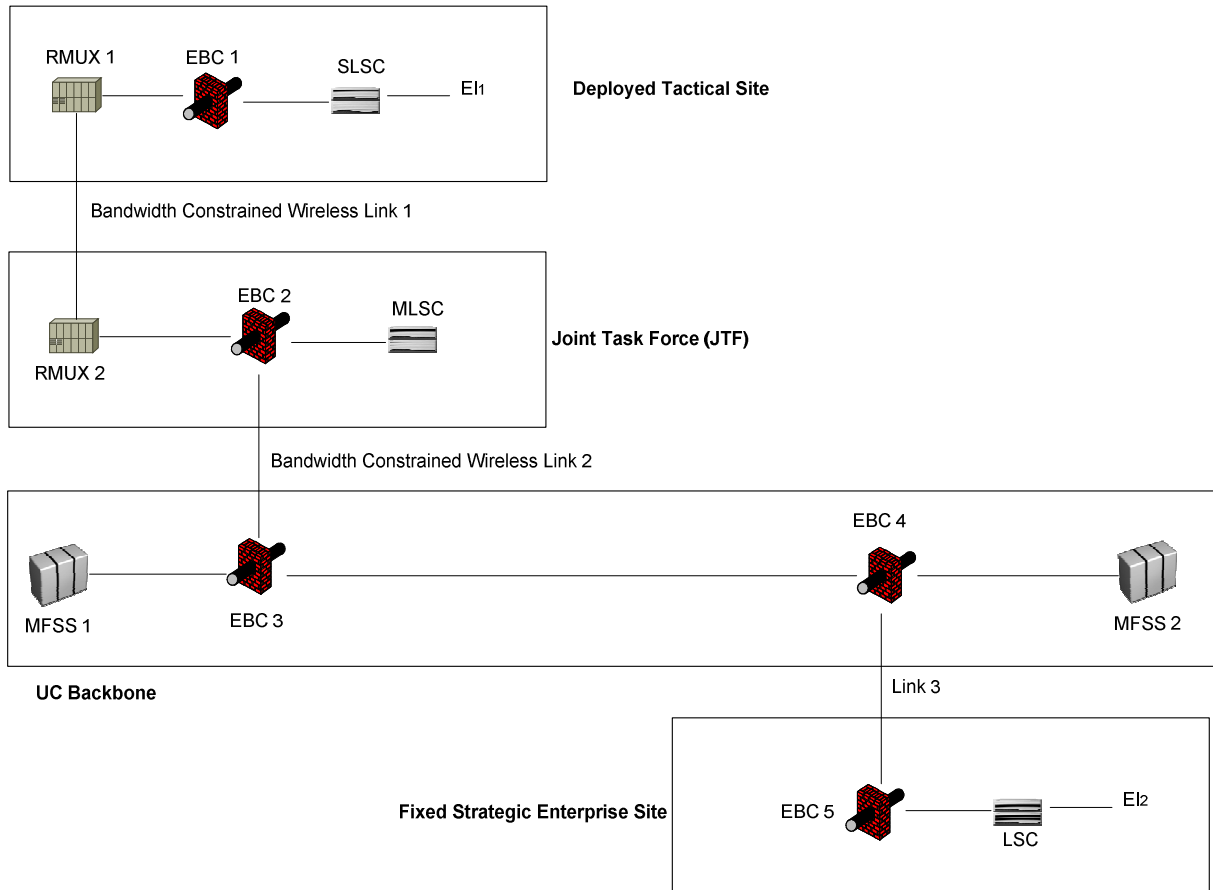 RMUX 1
EBC 1
SLSC
EI1
Deployed Tactical Site
Bandwidth Constrained Wireless Link 1
EBC 2
MLSC
RMUX 2
Joint Task Force (JTF)
Bandwidth Constrained Wireless Link 2
EBC 4
MFSS 1
EBC 3
MFSS 2
UC Backbone
Link 3
Fixed Strategic Enterprise Site
EBC 5
LSC
EI2